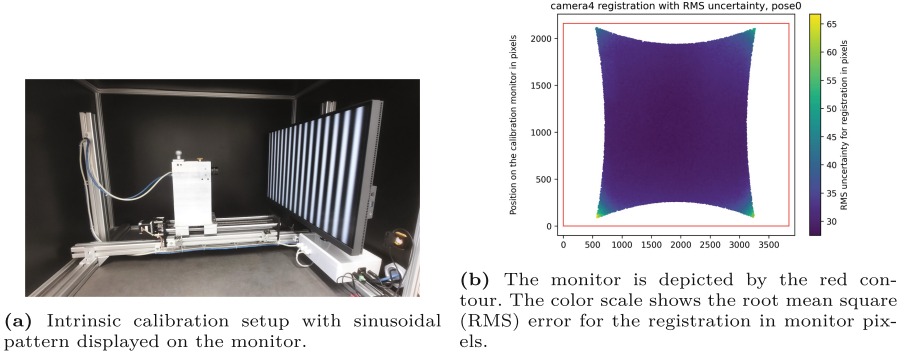 camera4 registration with RMS uncertainty, pose0
Position on the calibration monitor in pixels
2000
1500
1000
500
0
0 500 1000 1500 2000 2500 3000 3500
65
60
55
50
45
40
35
30
RMS uncertainty for registration in pixels
(a) Intrinsic calibration setup with sinusoidal
pattern displayed on the monitor.
(b) The monitor is depicted by the red con-
tour. The color scale shows the root mean square
(RMS) error for the registration in monitor pix-
els.